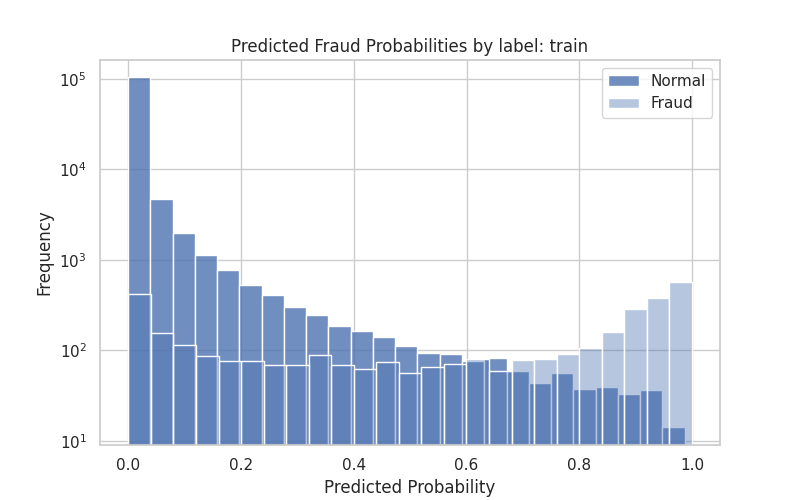 Predicted Fraud Probabilities by label: train
Normal
Fraud
Frequency
10^5
10^4
10^3
10^2
10^1
0.0 0.2 0.4 0.6 0.8 1.0
Predicted Probability